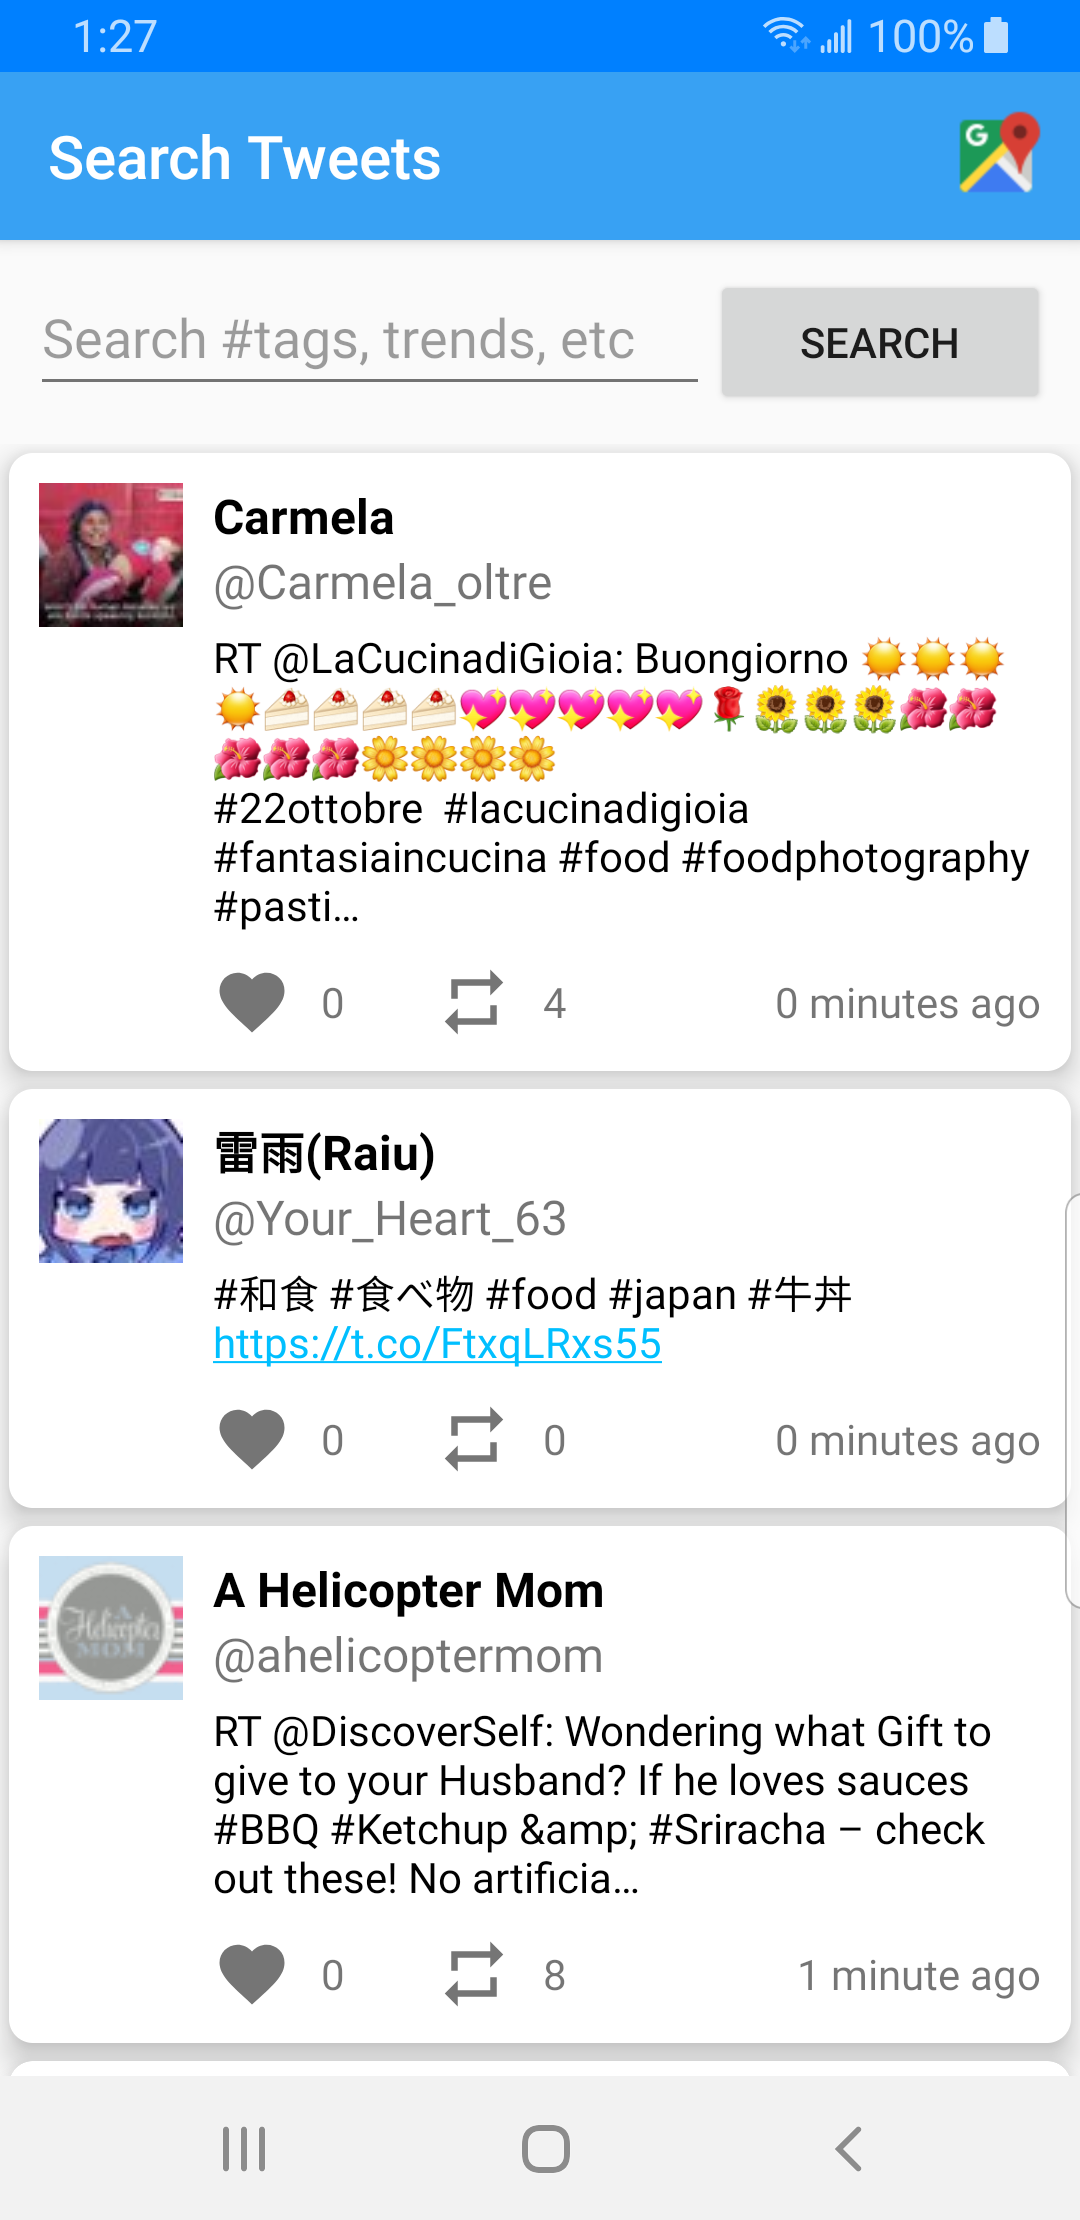 1:27
100%
Search Tweets
G
Search #tags, trends, etc
SEARCH
Carmela
@Carmela_oltre
RT @LaCucinadiGioia: Buongiorno ☀️☀️☀️
☀️🍰🍰🍰🍰💖💖💖💖💖🌹🌻🌻🌻🌺🌺
🌺🌺🌺🌼🌼🌼🌼
#22ottobre  #lacucinadigioia
#fantasiaincucina #food #foodphotography
#pasti…
0
4
0 minutes ago
雷雨(Raiu)
@Your_Heart_63
#和食 #食べ物 #food #japan #牛丼
https://t.co/FtxqLRxs55
0
0
0 minutes ago
A
Helicopter
MOM
A Helicopter Mom
@ahelicoptermom
RT @DiscoverSelf: Wondering what Gift to
give to your Husband? If he loves sauces
#BBQ #Ketchup &amp; #Sriracha – check
out these! No artificia…
0
8
1 minute ago